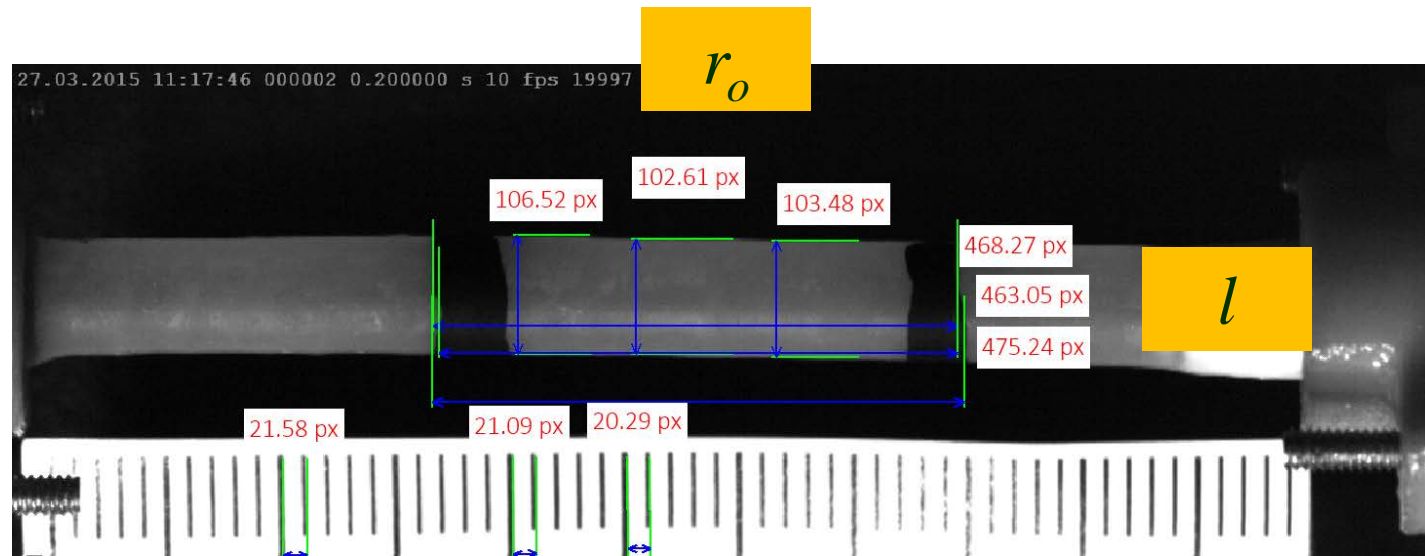 r_o
27.03.2015 11:17:46 000002 0.200000 s 10 fps 19997
106.52 px
102.61 px
103.48 px
468.27 px
463.05 px
475.24 px
l
21.58 px
21.09 px
20.29 px